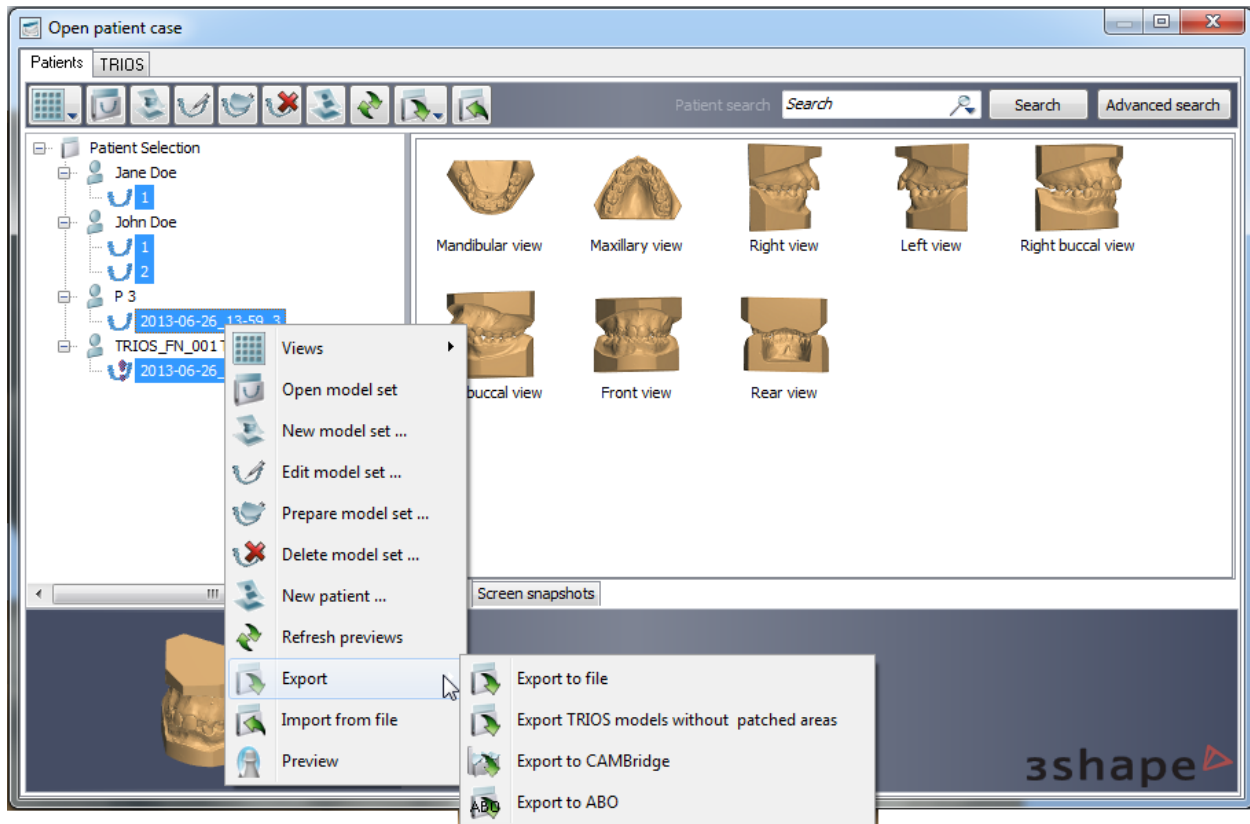 Open patient case
Patients TRIOS
Patient search Search Search Advanced search
Patient Selection
Jane Doe
1
John Doe
1
2
P 3
2013-06-26_13-59_3
TRIOS_FN_001
2013-06-26_
Mandibular view Maxillary view Right view Left view Right buccal view
buccal view Front view Rear view
Views
Open model set
New model set ...
Edit model set ...
Prepare model set ...
Delete model set ...
New patient ...
Refresh previews
Export
Import from file
Preview
Screen snapshots
Export to file
Export TRIOS models without patched areas
Export to CAMBridge
ABO Export to ABO
3shape